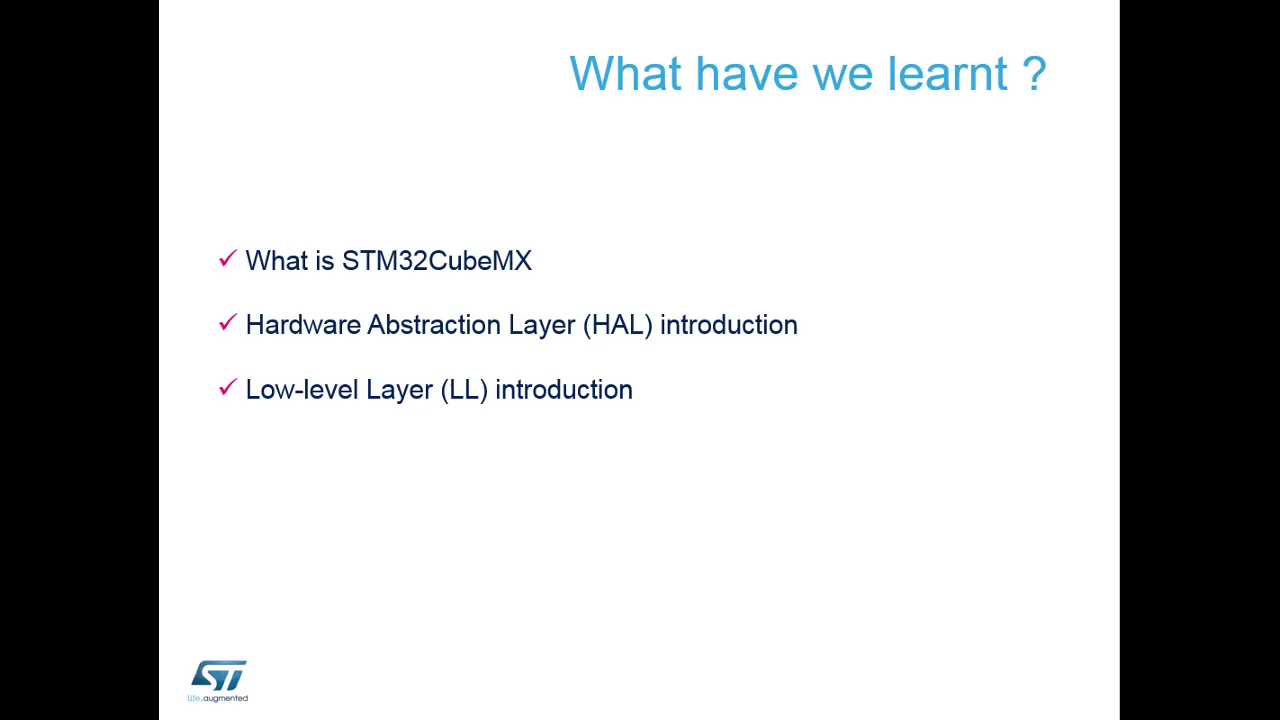 What have we learnt ?
✓ What is STM32CubeMX
✓ Hardware Abstraction Layer (HAL) introduction
✓ Low-level Layer (LL) introduction
ST
life.augmented